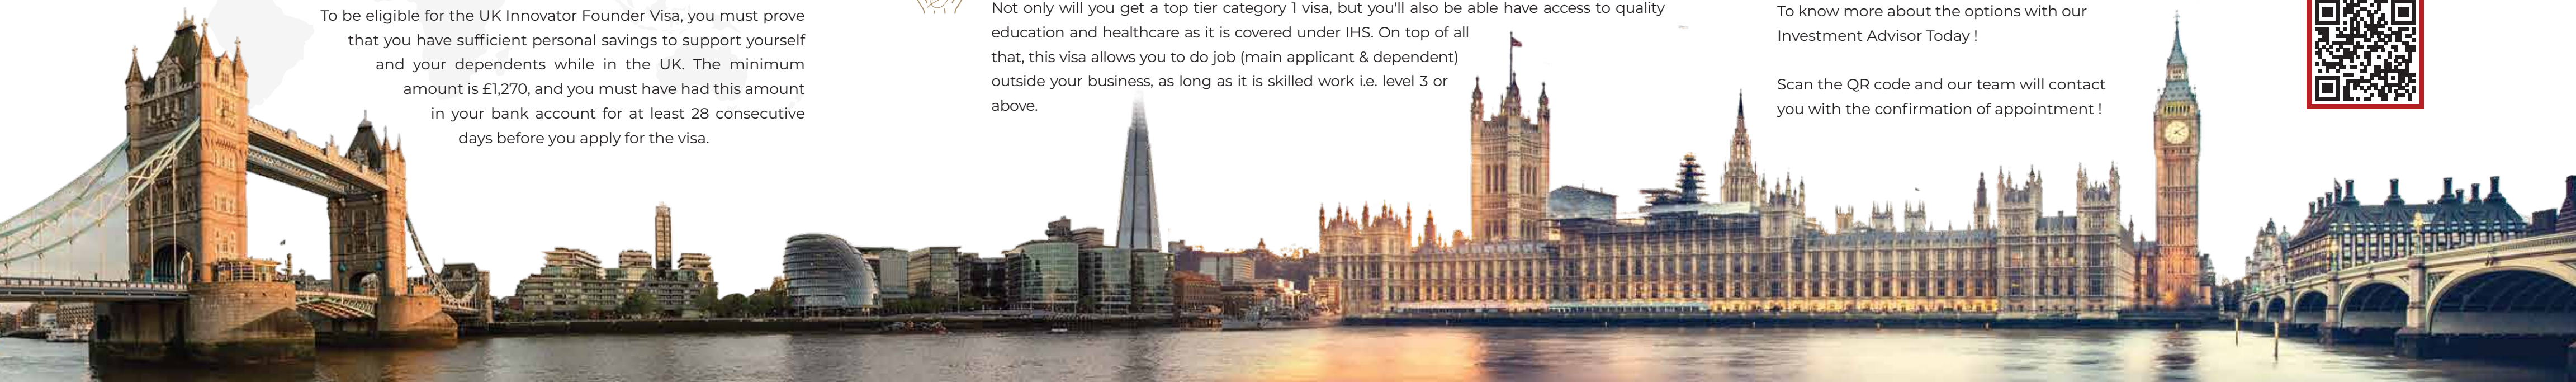 To be eligible for the UK Innovator Founder Visa, you must prove
that you have sufficient personal savings to support yourself
and your dependents while in the UK. The minimum
amount is £1,270, and you must have had this amount
in your bank account for at least 28 consecutive
days before you apply for the visa.
Not only will you get a top tier category 1 visa, but you'll also be able have access to quality
education and healthcare as it is covered under IHS. On top of all
that, this visa allows you to do job (main applicant & dependent)
outside your business, as long as it is skilled work i.e. level 3 or
above.
To know more about the options with our
Investment Advisor Today !
Scan the QR code and our team will contact
you with the confirmation of appointment !